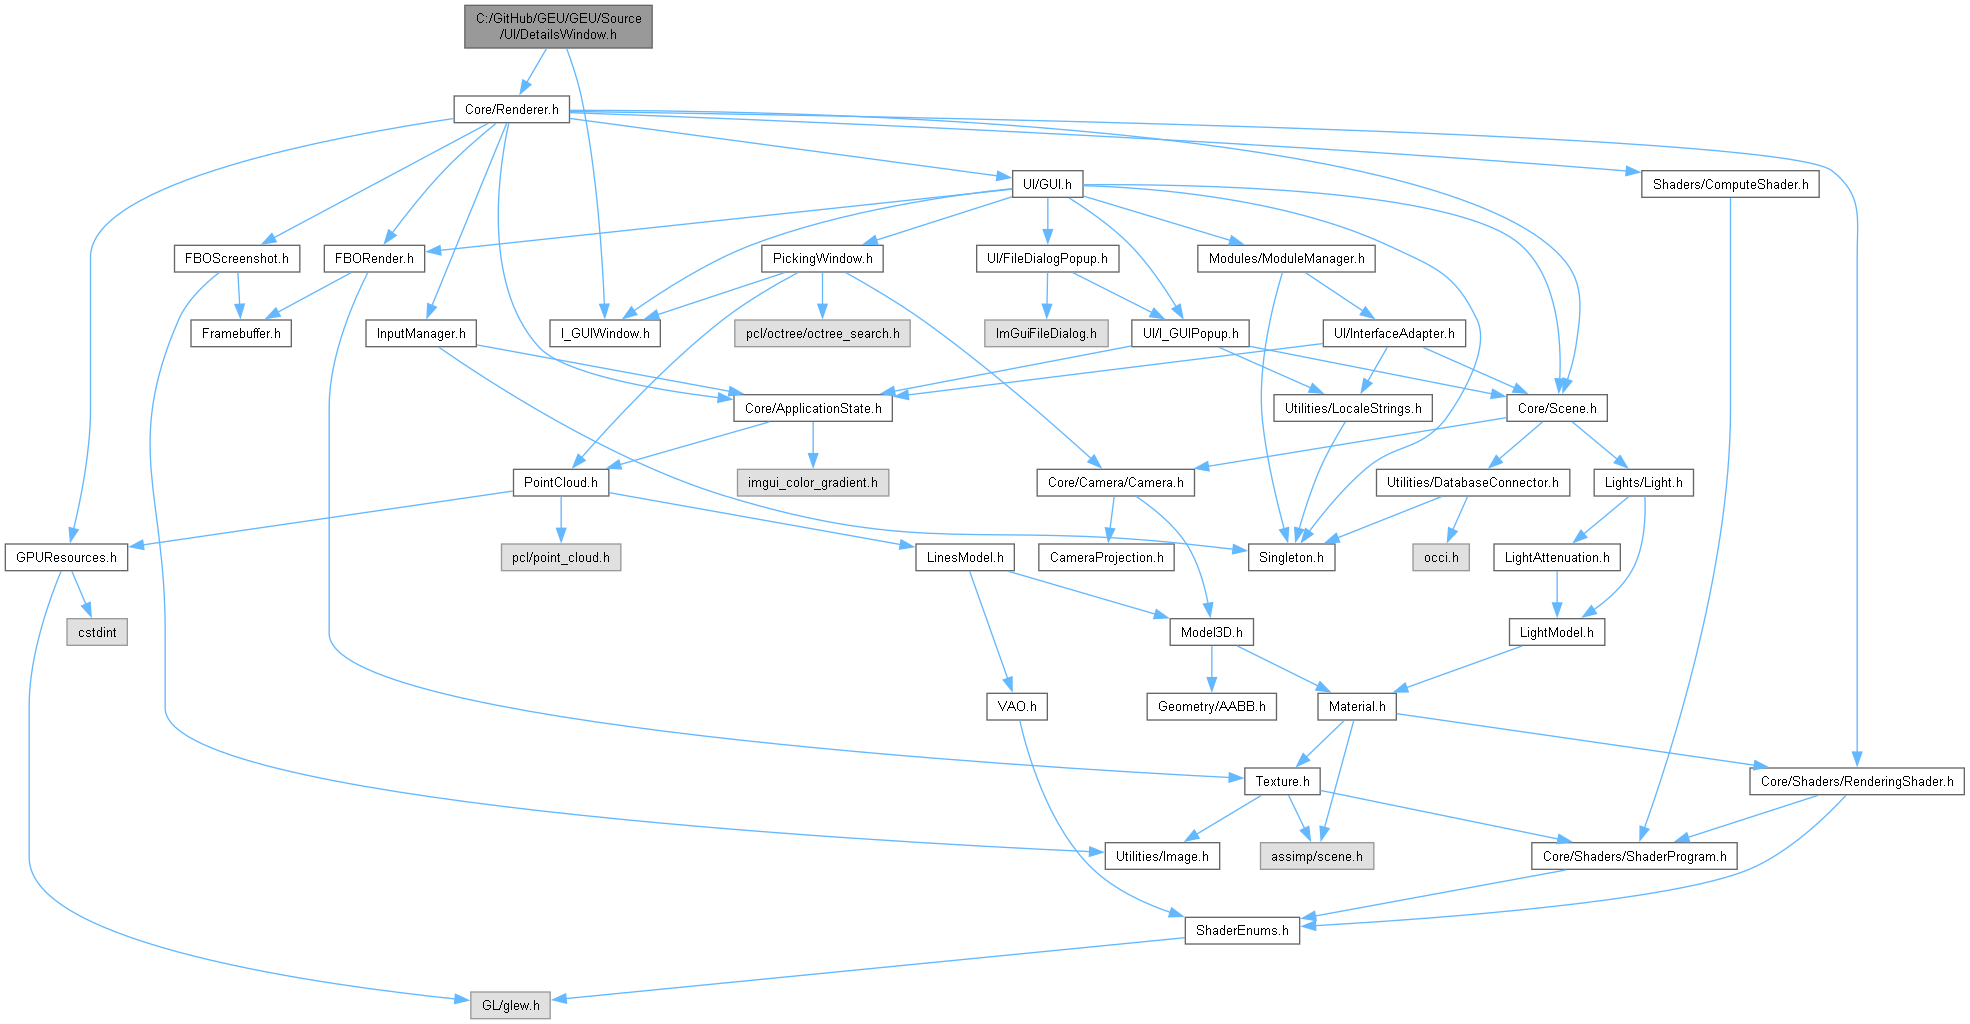 C:/GitHub/GEU/GEU/Source
/UI/DetailsWindow.h
Core/Renderer.h
UI/GUI.h
Shaders/ComputeShader.h
FBOScreenshot.h
FBORender.h
PickingWindow.h
UI/FileDialogPopup.h
Modules/ModuleManager.h
Framebuffer.h
InputManager.h
I_GUIWindow.h
pcl/octree/octree_search.h
ImGuiFileDialog.h
UI/I_GUIPopup.h
UI/InterfaceAdapter.h
Core/ApplicationState.h
Utilities/LocaleStrings.h
Core/Scene.h
PointCloud.h
imgui_color_gradient.h
Core/Camera/Camera.h
Utilities/DatabaseConnector.h
Lights/Light.h
GPUResources.h
pcl/point_cloud.h
LinesModel.h
CameraProjection.h
Singleton.h
occi.h
LightAttenuation.h
cstdint
Model3D.h
LightModel.h
VAO.h
Geometry/AABB.h
Material.h
Texture.h
Core/Shaders/RenderingShader.h
Utilities/Image.h
assimp/scene.h
Core/Shaders/ShaderProgram.h
ShaderEnums.h
GL/glew.h